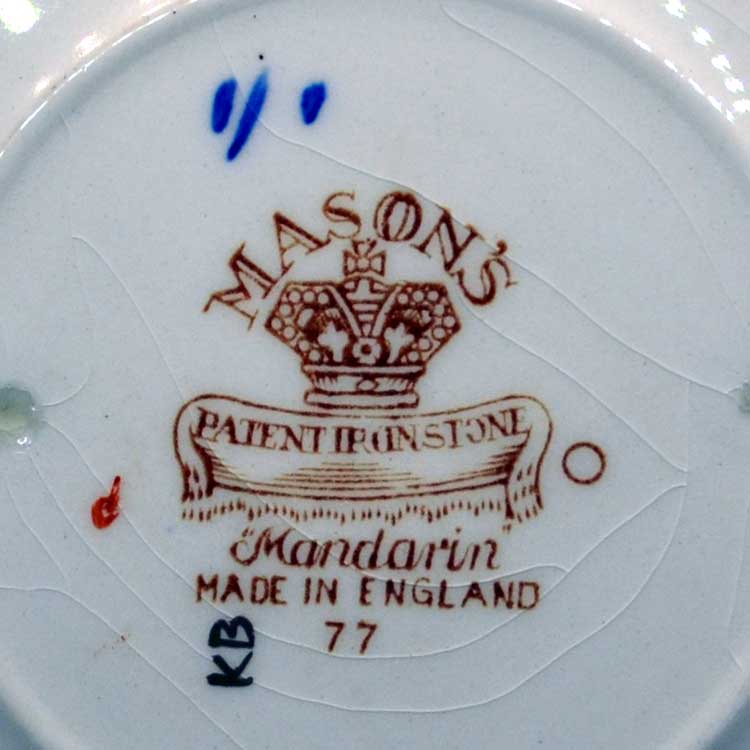 MASON'S
PATENT IRONSTONE
"Mandarin"
MADE IN ENGLAND
77
KB